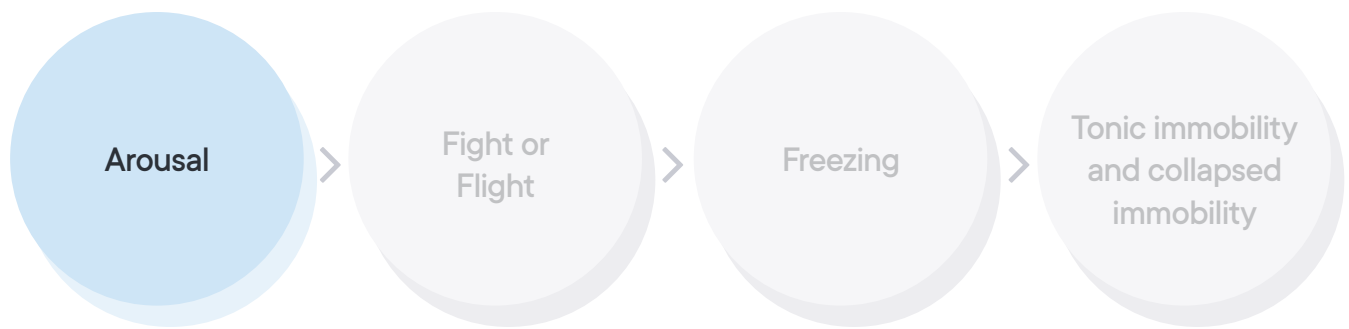 Arousal
Fight or
Flight
Freezing
Tonic immobility
and collapsed
immobility